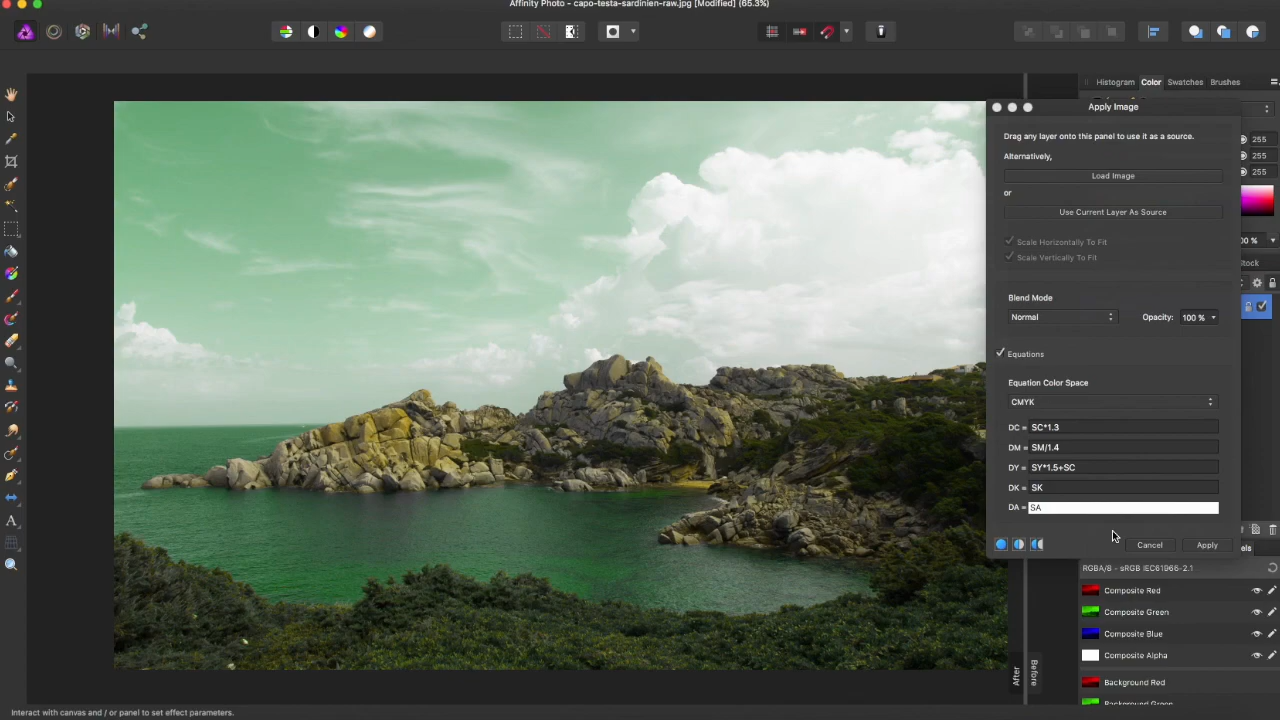 Affinity Photo - capo-testa-sardinien-raw.jpg [Modified] (65.3%)
Histogram Color Swatches Brushes
Apply Image
Drag any layer onto this panel to use it as a source.
255
Alternatively,
255
Load Image
255
or
Use Current Layer As Source
Scale Horizontally To Fit
00 %
Scale Vertically To Fit
Stock
Blend Mode
Normal
Opacity: 100 %
Equations
Equation Color Space
CMYK
DC = SC*1.3
DM = SM/1.4
DY = SY*1.5+SC
DK = SK
DA = SA
Cancel
Apply
els
RGBA/8 - sRGB IEC61966-2.1
Composite Red
Composite Green
Composite Blue
Composite Alpha
After
Before
Background Red
Background Green
Interact with canvas and / or panel to set effect parameters.